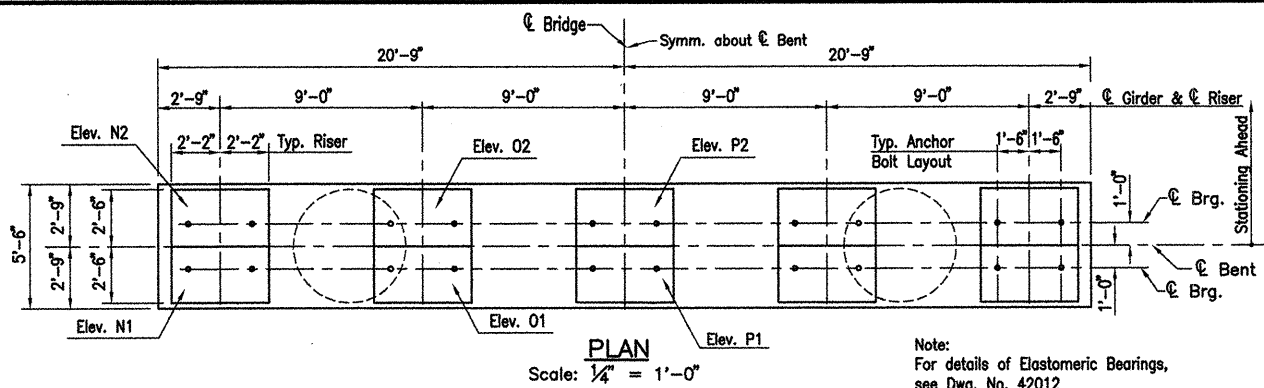 ℄ Bridge
Symm. about ℄ Bent
20'-9" 20'-9"
2'-9" 9'-0" 9'-0" 9'-0" 9'-0" 2'-9" ℄ Girder & ℄ Riser
Elev. N2 2'-2" 2'-2" Typ. Riser Elev. O2 Elev. P2 Typ. Anchor Bolt Layout 1'-6" 1'-6"
Stationing Ahead
5'-6" 2'-9" 2'-6" 1'-0" ℄ Brg.
2'-9" 2'-6" ℄ Bent
1'-0" ℄ Brg.
Elev. N1 Elev. O1 Elev. P1
PLAN
Scale: 1/4" = 1'-0"
Note:
For details of Elastomeric Bearings,
see Dwg. No. 42012